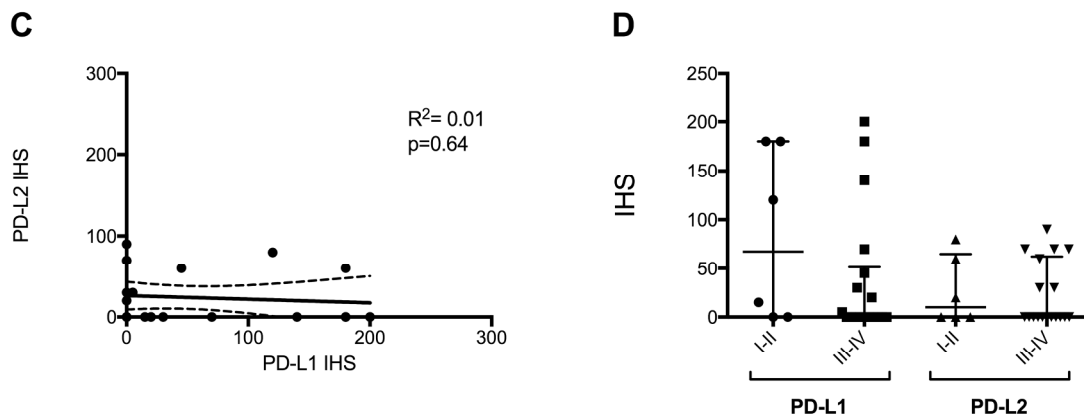 C
300
200
100
0
PD-L2 IHS
R²= 0.01
p=0.64
0
100
200
300
PD-L1 IHS
D
250
200
150
100
50
0
IHS
I-II
III-IV
I-II
III-IV
PD-L1
PD-L2